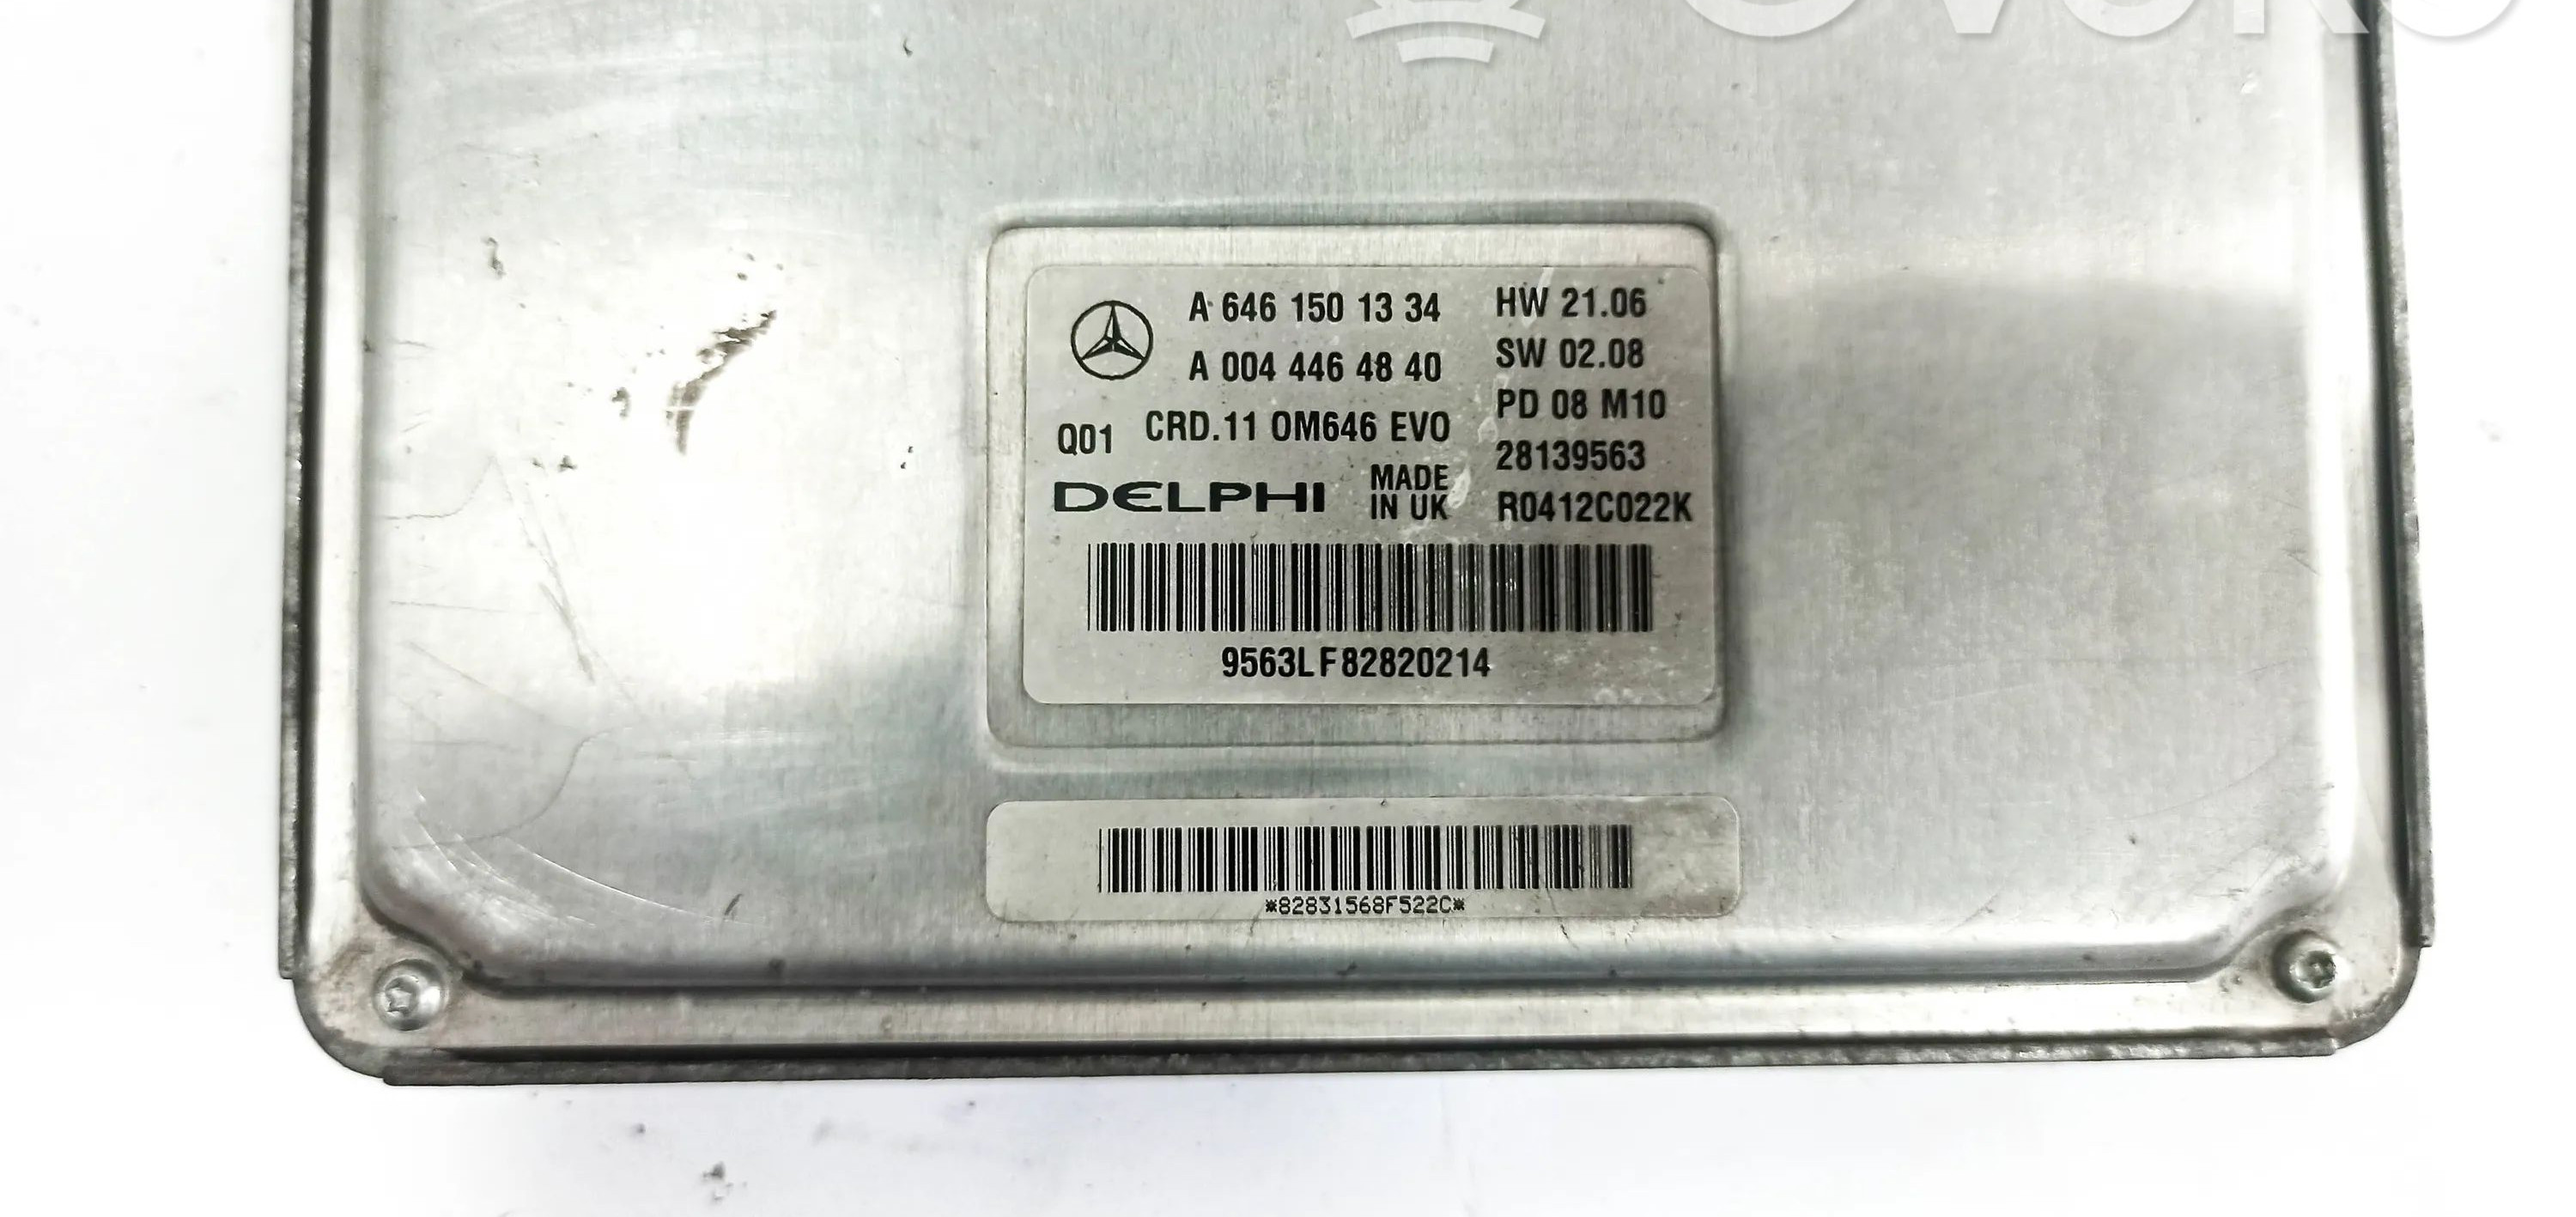 A 646 150 13 34
A 004 446 48 40
Q01 CRD.11 OM646 EVO
DELPHI
MADE
IN UK
HW 21.06
SW 02.08
PD 08 M10
28139563
R0412C022K
9563LF82820214
*82831568F522C*